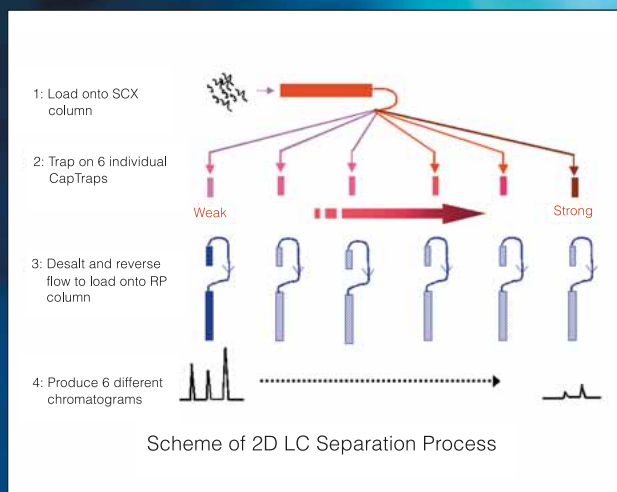 1: Load onto SCX
column
2: Trap on 6 individual
CapTraps
Weak
Strong
3: Desalt and reverse
flow to load onto RP
column
4: Produce 6 different
chromatograms
Scheme of 2D LC Separation Process